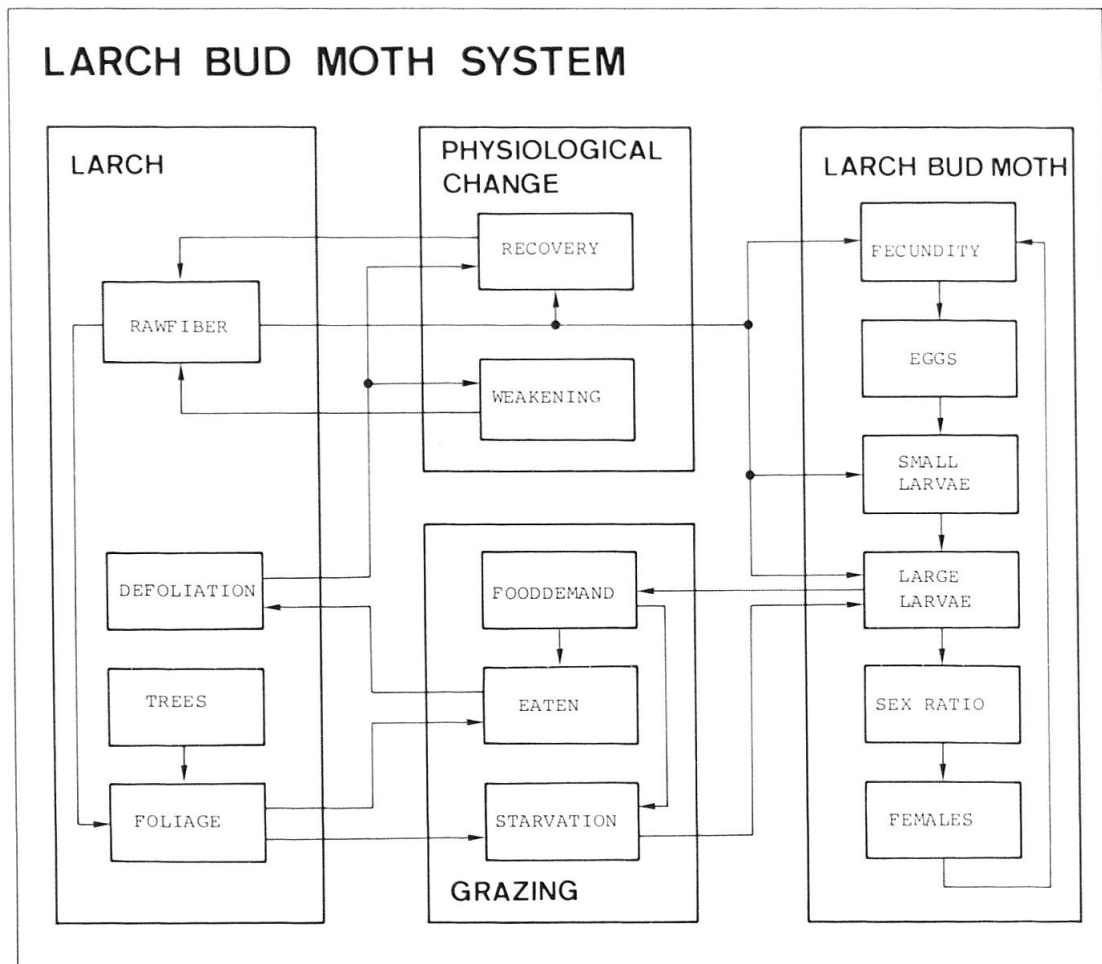 LARCH BUD MOTH SYSTEM
LARCH
RAWFIBER
DEFOLIATION
TREES
FOLIAGE
PHYSIOLOGICAL
CHANGE
RECOVERY
WEAKENING
FOODDEMAND
EATEN
STARVATION
GRAZING
LARCH BUD MOTH
FECUNDITY
EGGS
SMALL
LARVAE
LARGE
LARVAE
SEX RATIO
FEMALES